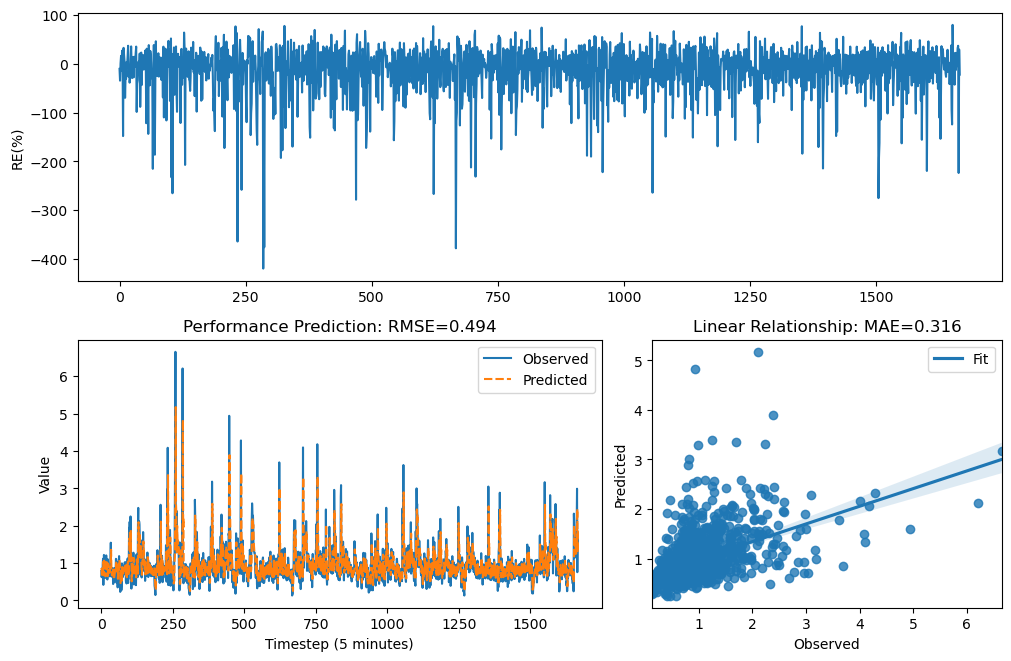 100
0
−100
−200
−300
−400
RE(%)
0 250 500 750 1000 1250 1500
Performance Prediction: RMSE=0.494
6
5
4
3
2
1
0
Value
Observed
Predicted
0 250 500 750 1000 1250 1500
Timestep (5 minutes)
Linear Relationship: MAE=0.316
5
4
3
2
1
Predicted
Fit
1 2 3 4 5 6
Observed